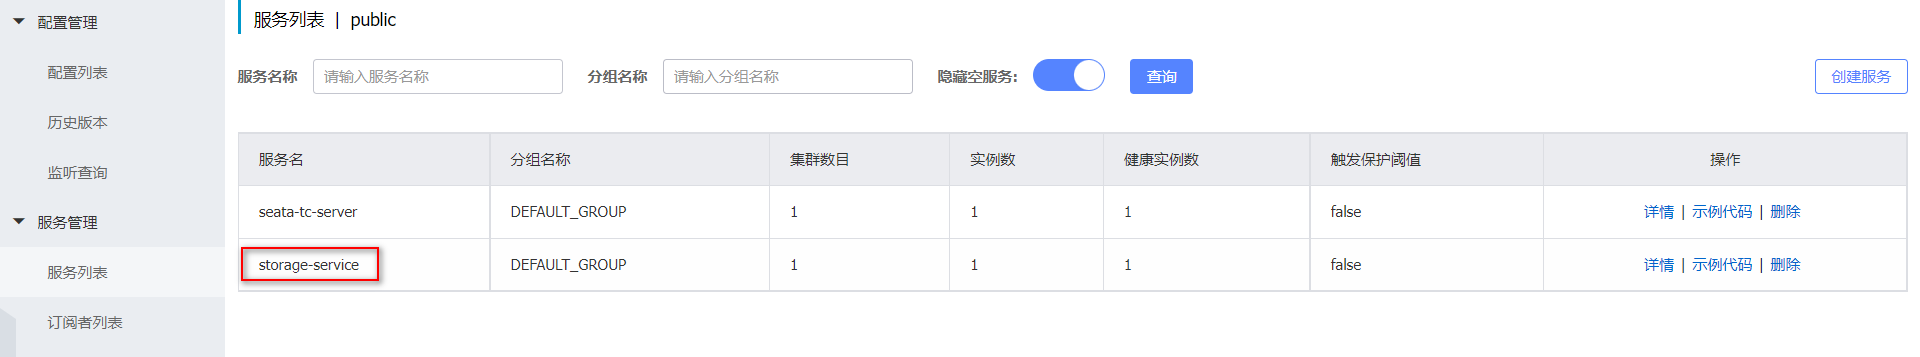 配置管理
配置列表
历史版本
监听查询
服务管理
服务列表
订阅者列表
服务列表 | public
服务名称 请输入服务名称 分组名称 请输入分组名称 隐藏空服务: 查询 创建服务
服务名 分组名称 集群数目 实例数 健康实例数 触发保护阈值 操作
seata-tc-server DEFAULT_GROUP 1 1 1 false 详情 | 示例代码 | 删除
storage-service DEFAULT_GROUP 1 1 1 false 详情 | 示例代码 | 删除